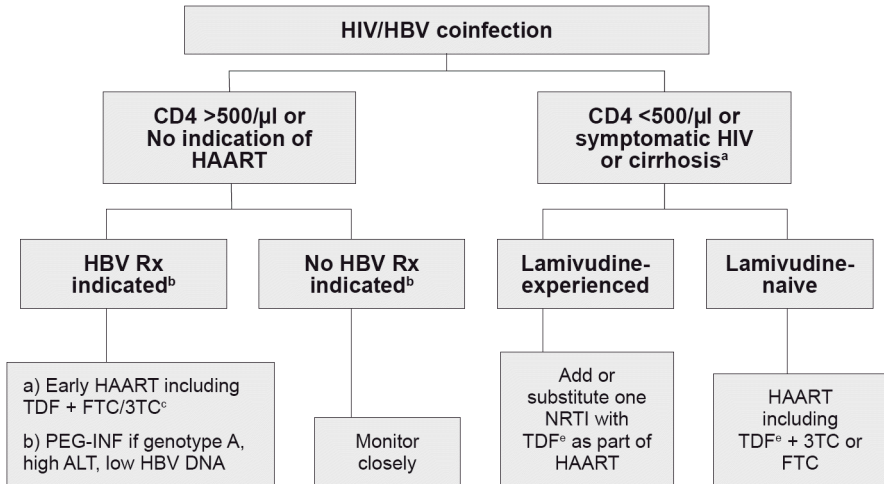 HIV/HBV coinfection
CD4 >500/µl or
No indication of
HAART
CD4 <500/µl or
symptomatic HIV
or cirrhosisᵃ
HBV Rx
indicatedᵇ
No HBV Rx
indicatedᵇ
Lamivudine-
experienced
Lamivudine-
naive
a) Early HAART including
TDF + FTC/3TCᶜ
b) PEG-INF if genotype A,
high ALT, low HBV DNA
Monitor
closely
Add or
substitute one
NRTI with
TDFᵉ as part of
HAART
HAART
including
TDFᵉ + 3TC or
FTC